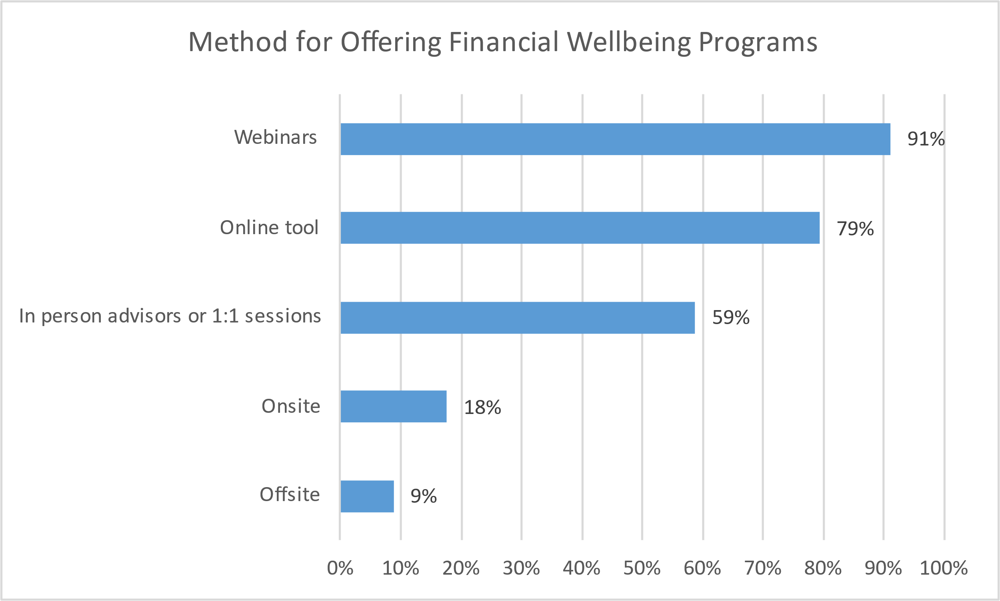 Method for Offering Financial Wellbeing Programs
Webinars 91%
Online tool 79%
In person advisors or 1:1 sessions 59%
Onsite 18%
Offsite 9%
0% 10% 20% 30% 40% 50% 60% 70% 80% 90% 100%